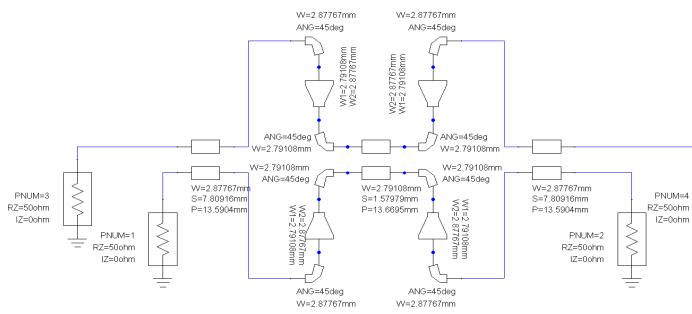 W=2.87767mm
ANG=45deg
W=2.87767mm
ANG=45deg
W1=2.79108mm
W2=2.87767mm
W2=2.87767mm
W1=2.79108mm
ANG=45deg
W=2.79108mm
ANG=45deg
W=2.79108mm
W=2.79108mm
ANG=45deg
W=2.79108mm
ANG=45deg
PNUM=3
RZ=50ohm
IZ=0ohm
W=2.87767mm
S=7.80916mm
P=13.5904mm
W=2.79108mm
S=1.57979mm
P=13.6695mm
W=2.87767mm
S=7.80916mm
P=13.5904mm
PNUM=4
RZ=50ohm
IZ=0ohm
PNUM=1
RZ=50ohm
IZ=0ohm
W2=2.87767mm
W1=2.79108mm
W1=2.79108mm
W2=2.87767mm
PNUM=2
RZ=50ohm
IZ=0ohm
ANG=45deg
W=2.87767mm
ANG=45deg
W=2.87767mm